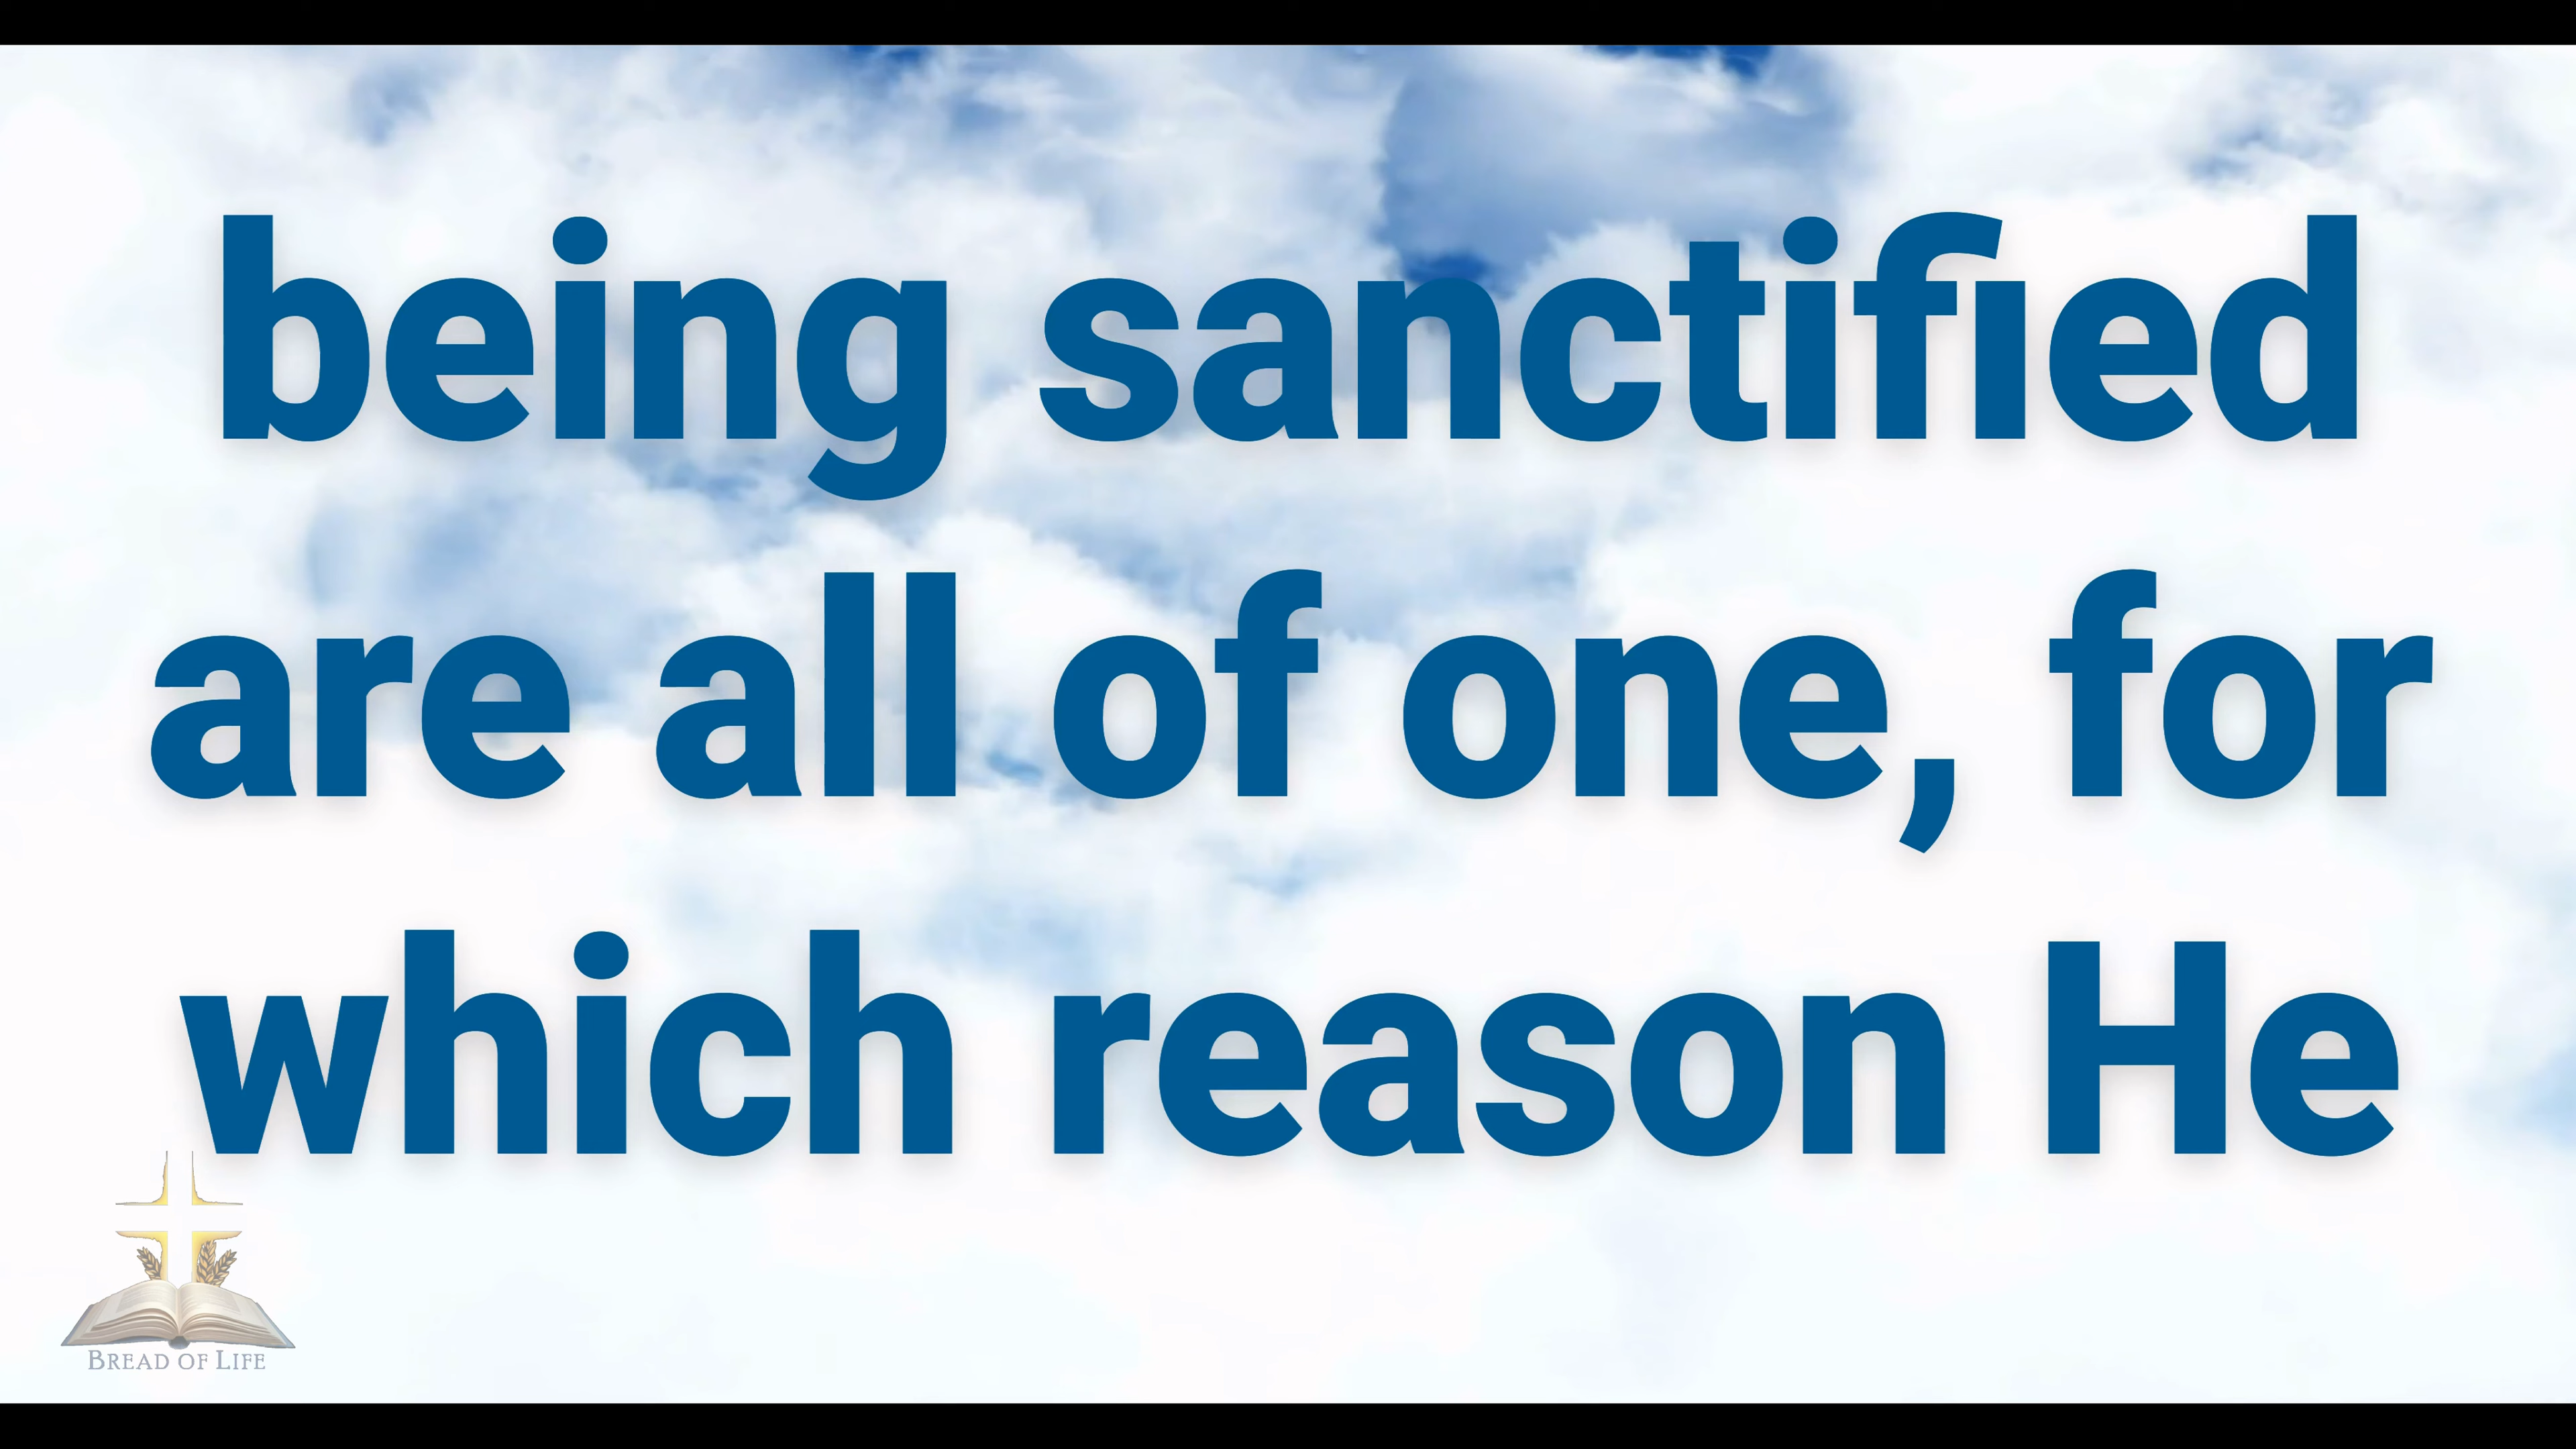 being sanctified
are all of one, for
which reason He
BREAD OF LIFE